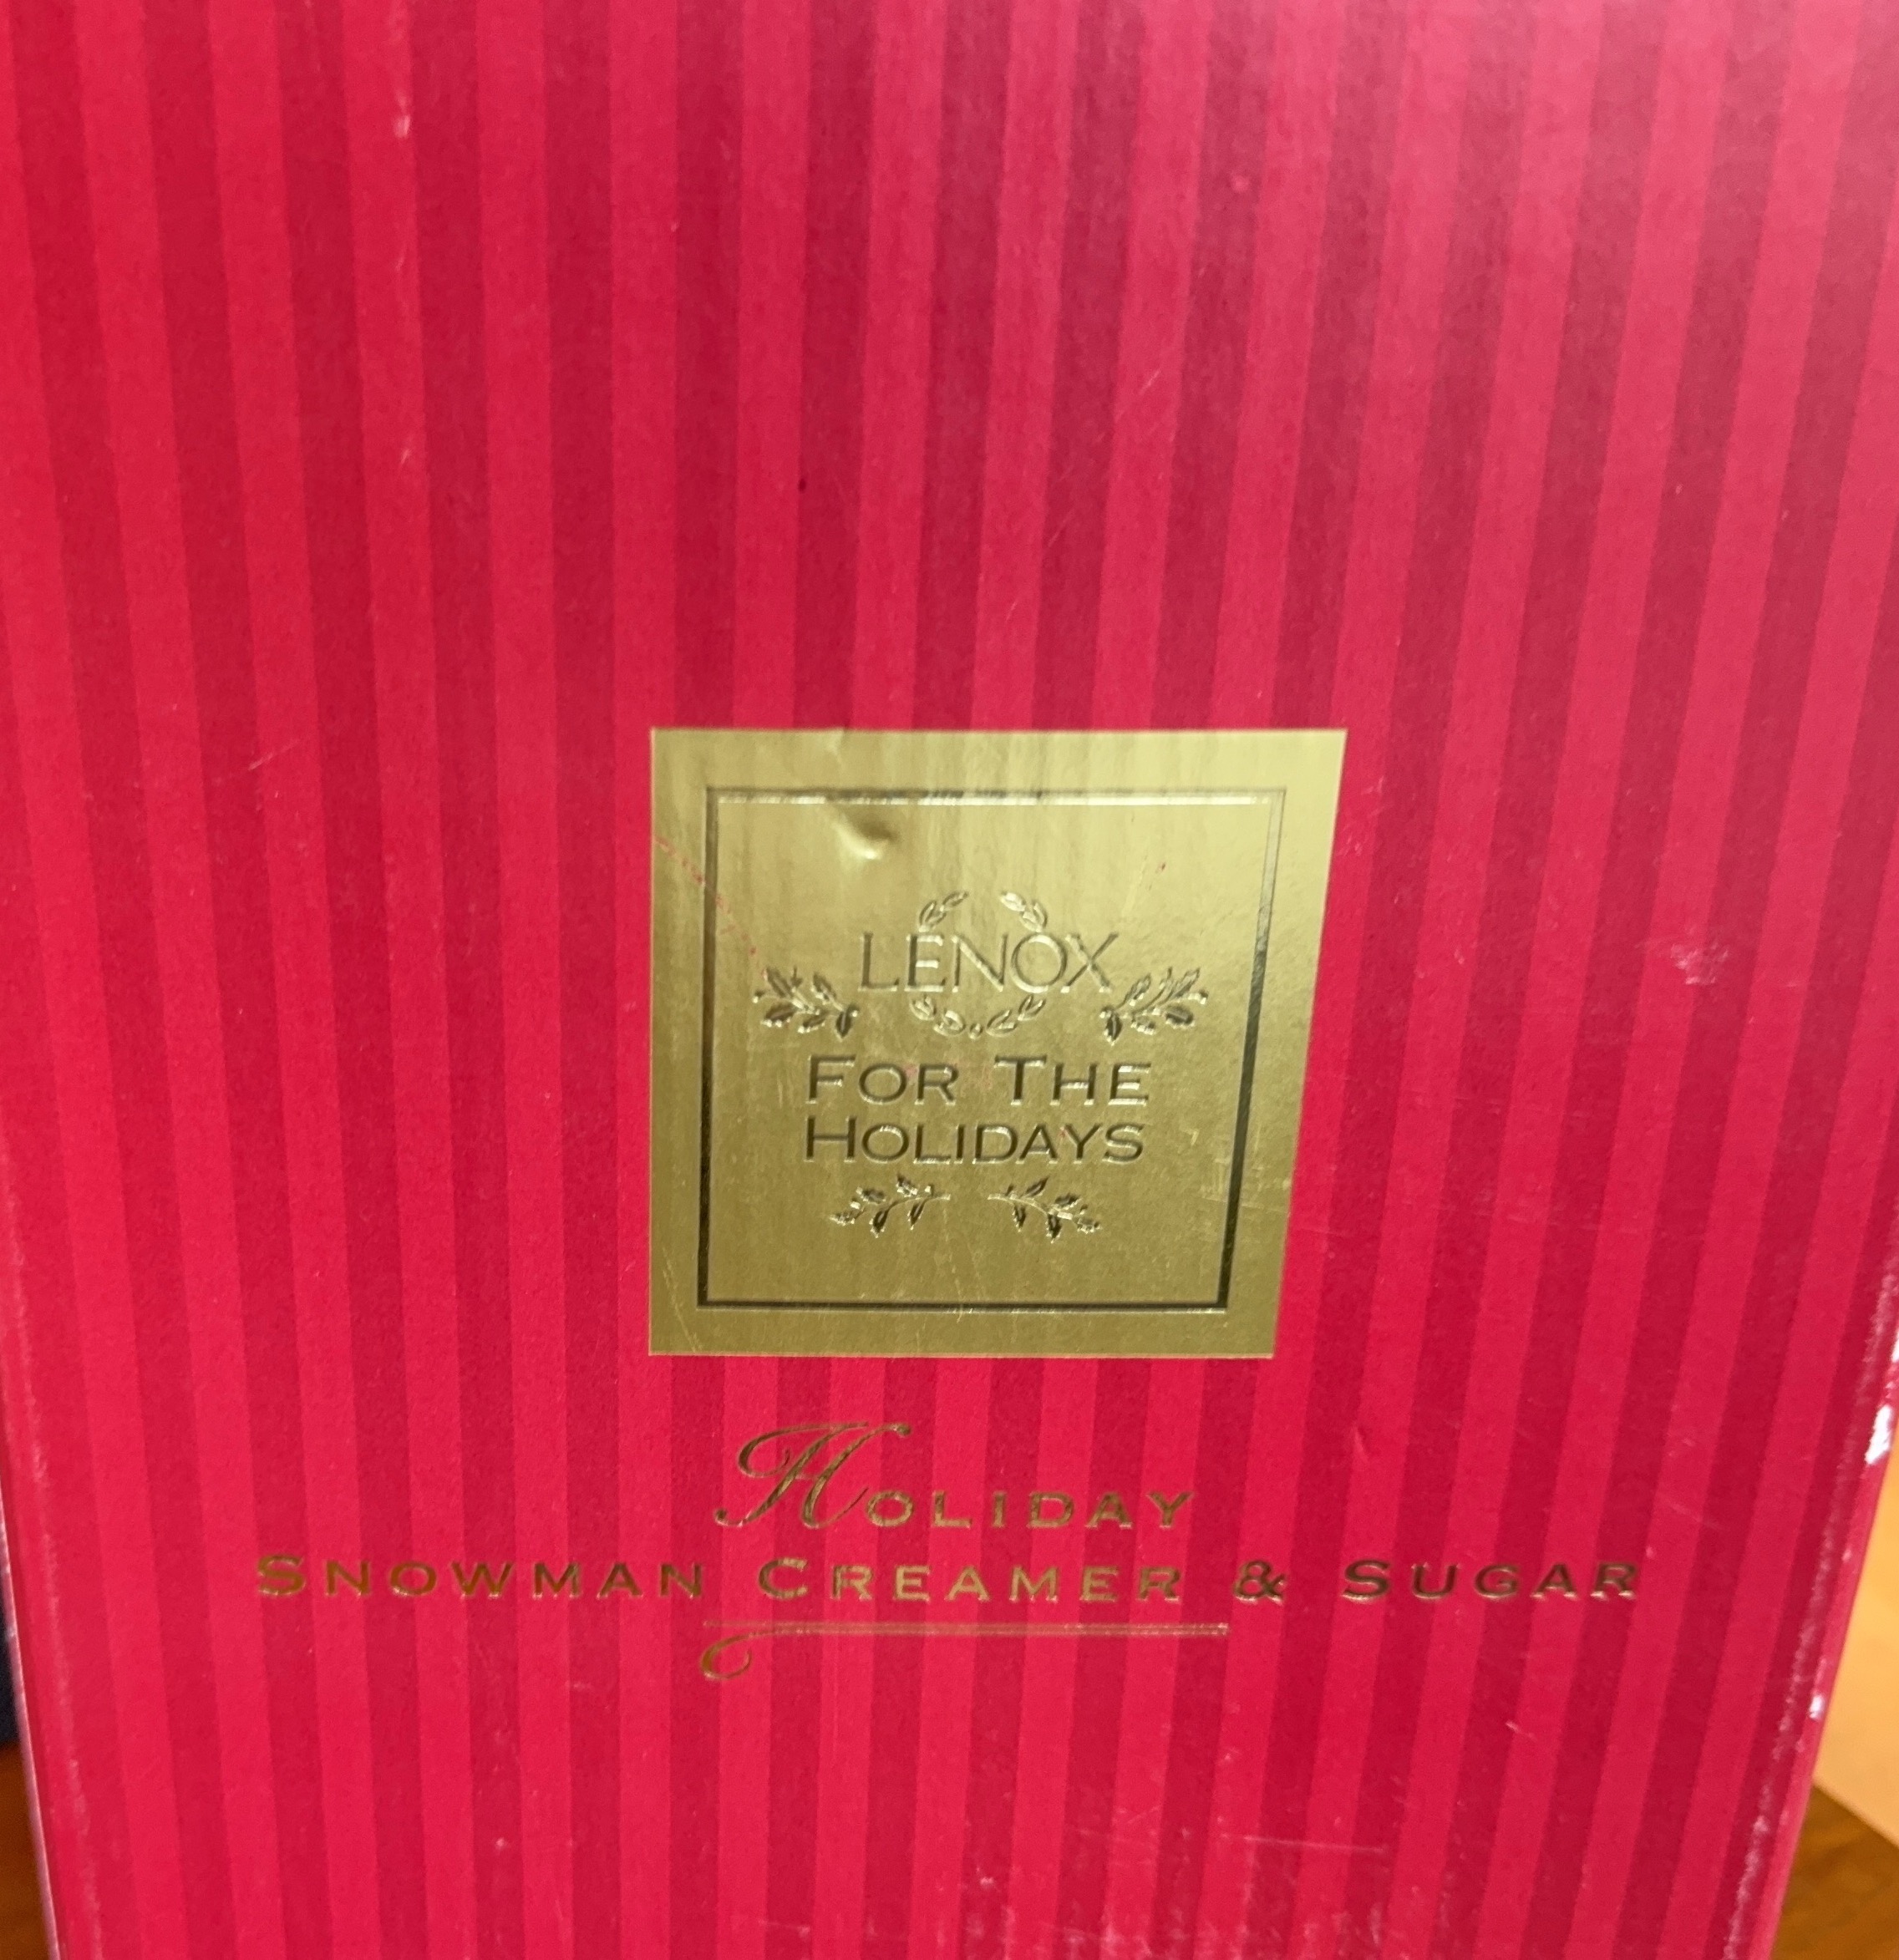 LENOX
FOR THE
HOLIDAYS
HOLIDAY
SNOWMAN CREAMER & SUGAR